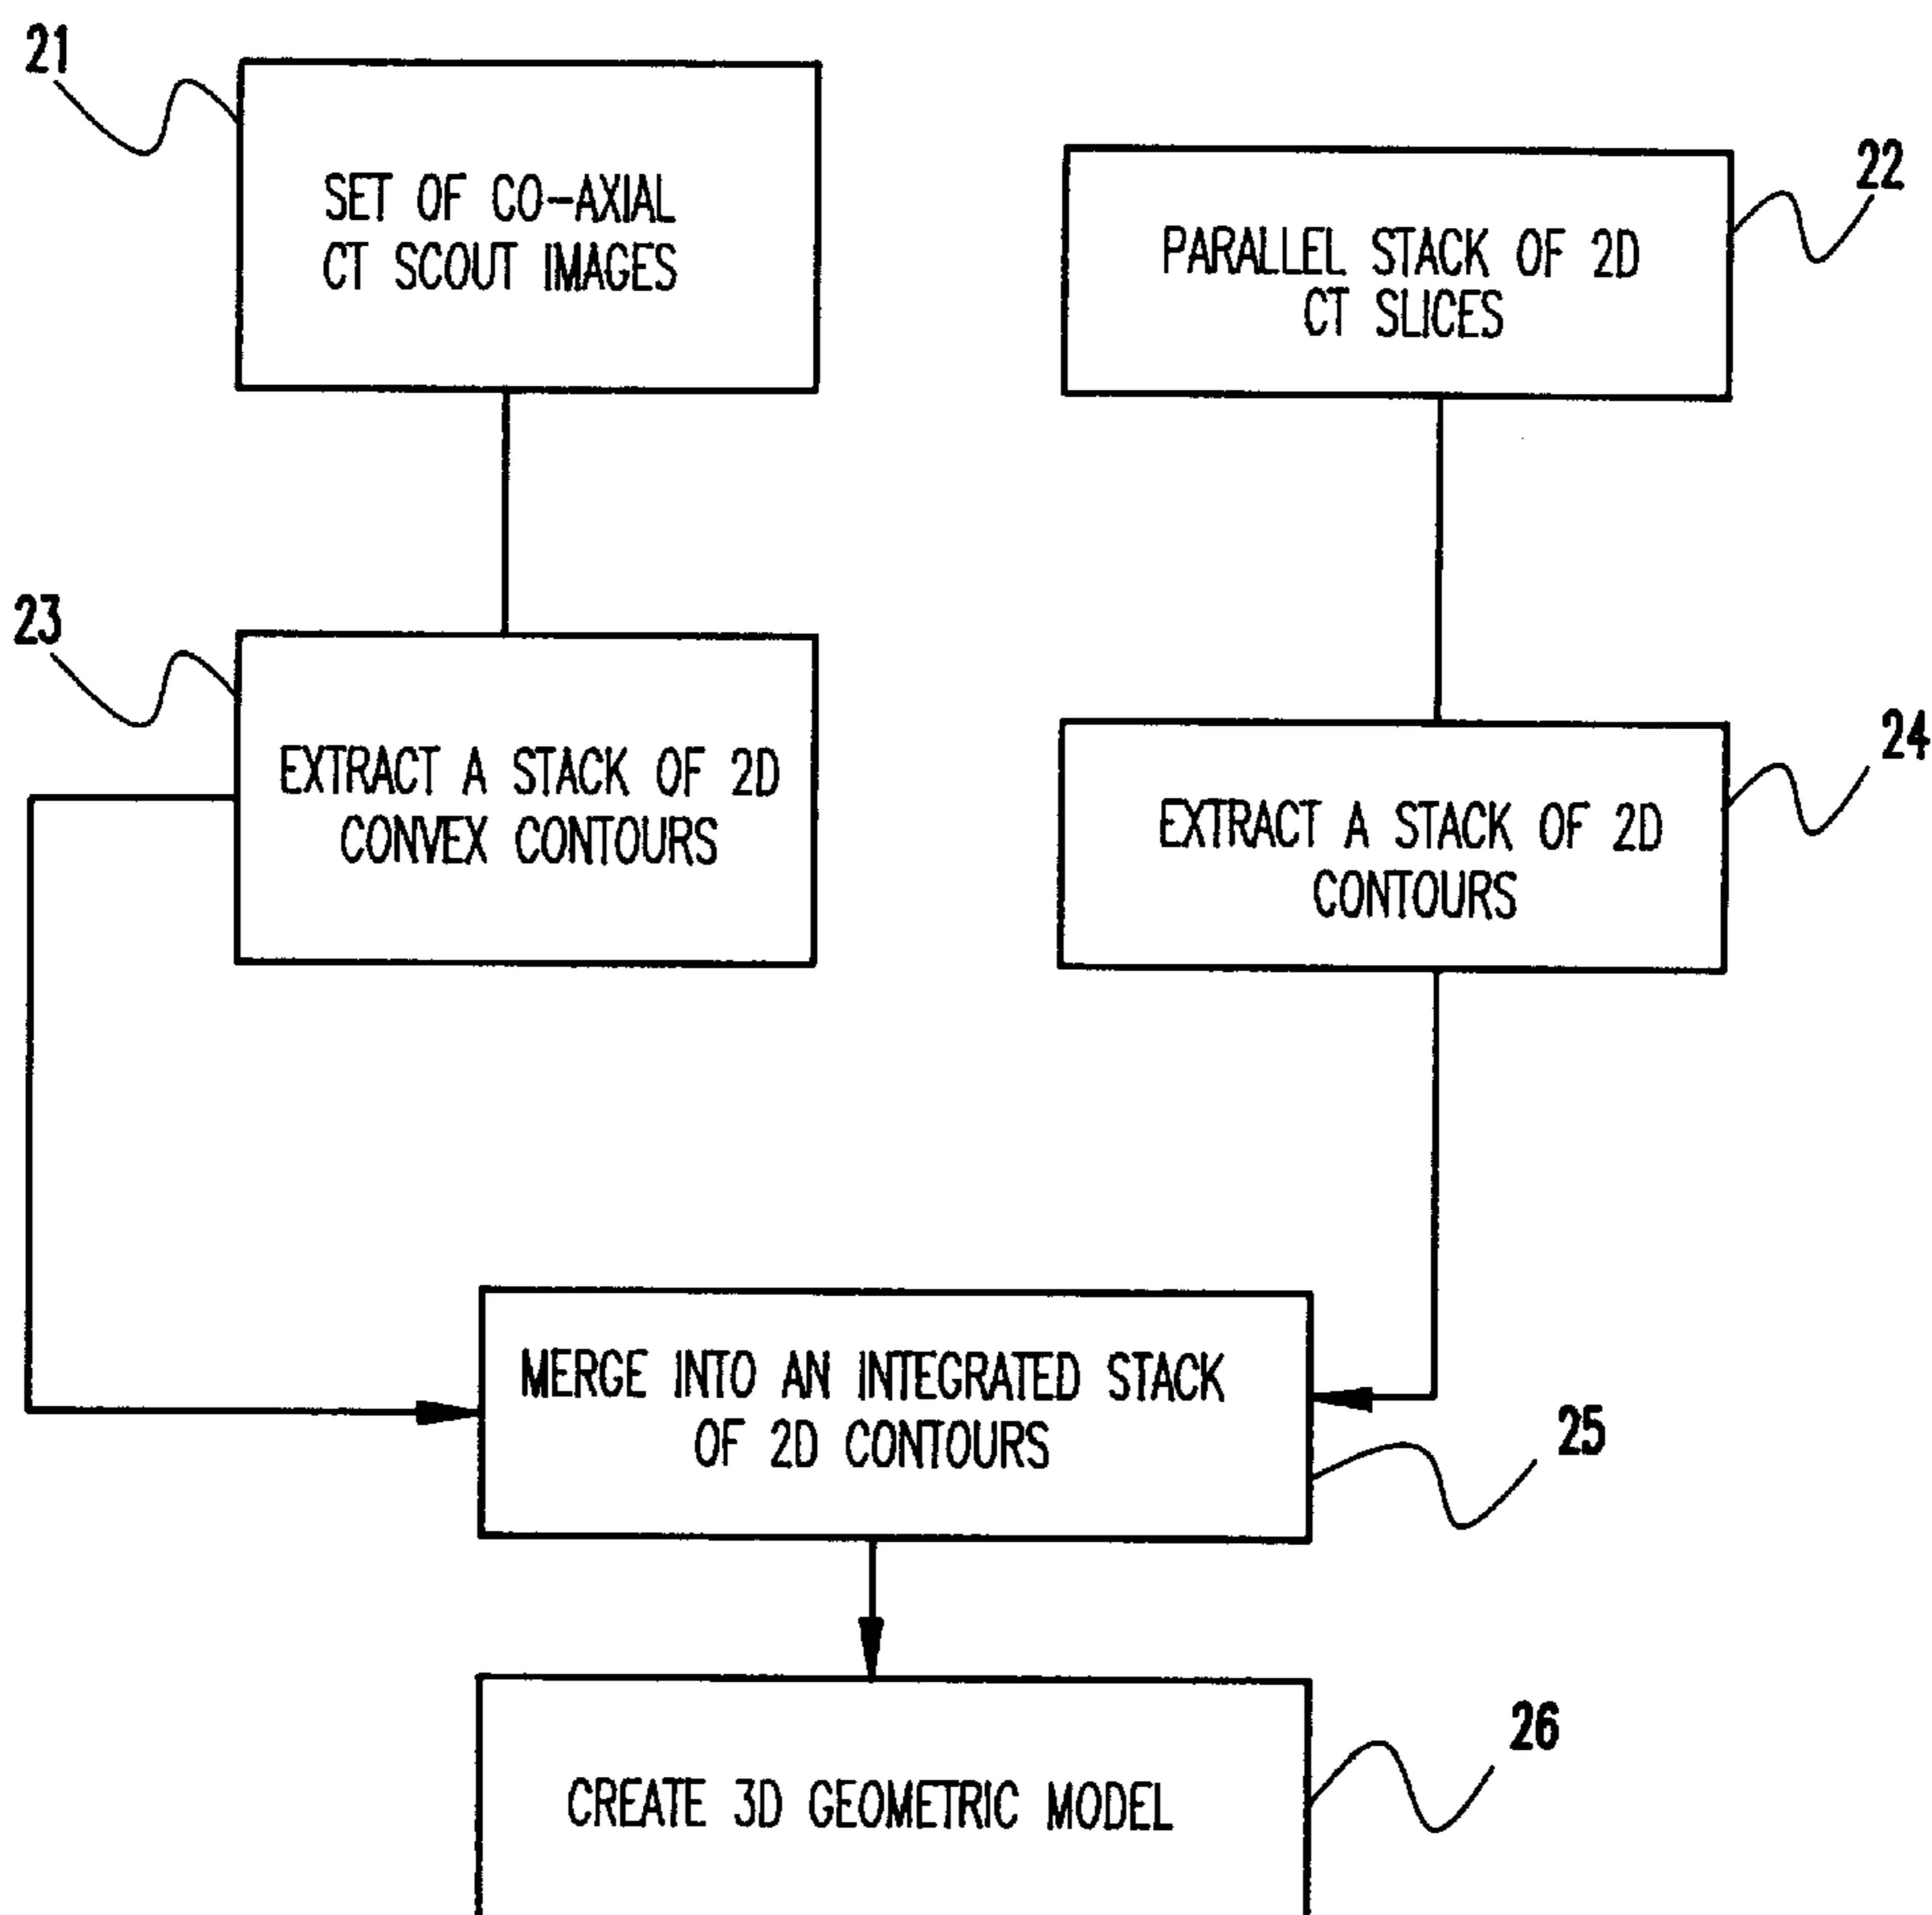 21
SET OF CO-AXIAL
CT SCOUT IMAGES
22
PARALLEL STACK OF 2D
CT SLICES
23
EXTRACT A STACK OF 2D
CONVEX CONTOURS
24
EXTRACT A STACK OF 2D
CONTOURS
MERGE INTO AN INTEGRATED STACK
OF 2D CONTOURS
25
CREATE 3D GEOMETRIC MODEL
26